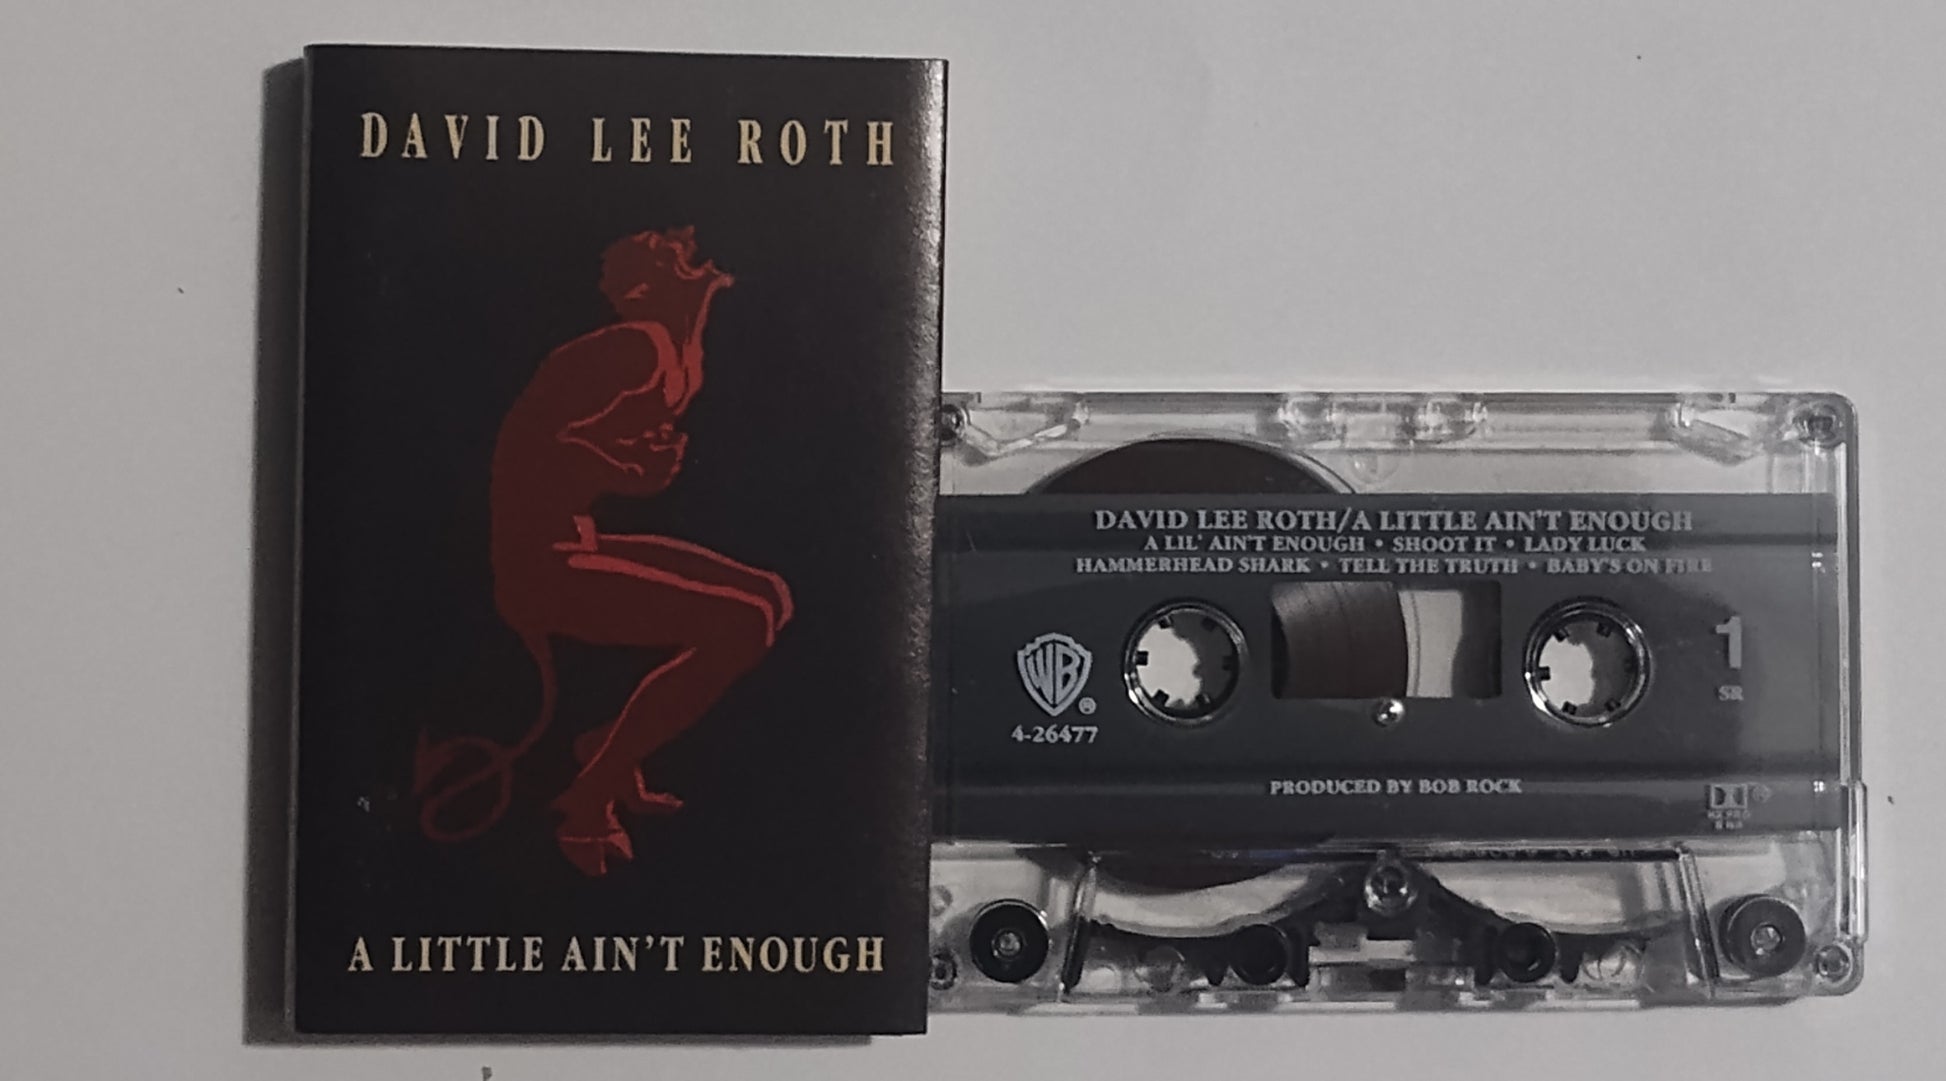 DAVID LEE ROTH
A LITTLE AIN'T ENOUGH
DAVID LEE ROTH/A LITTLE AIN'T ENOUGH
A LIL' AIN'T ENOUGH • SHOOT IT • LADY LUCK
HAMMERHEAD SHARK • TELL THE TRUTH • BABY'S ON FIRE
WB®
4-26477
1
SR
PRODUCED BY BOB ROCK